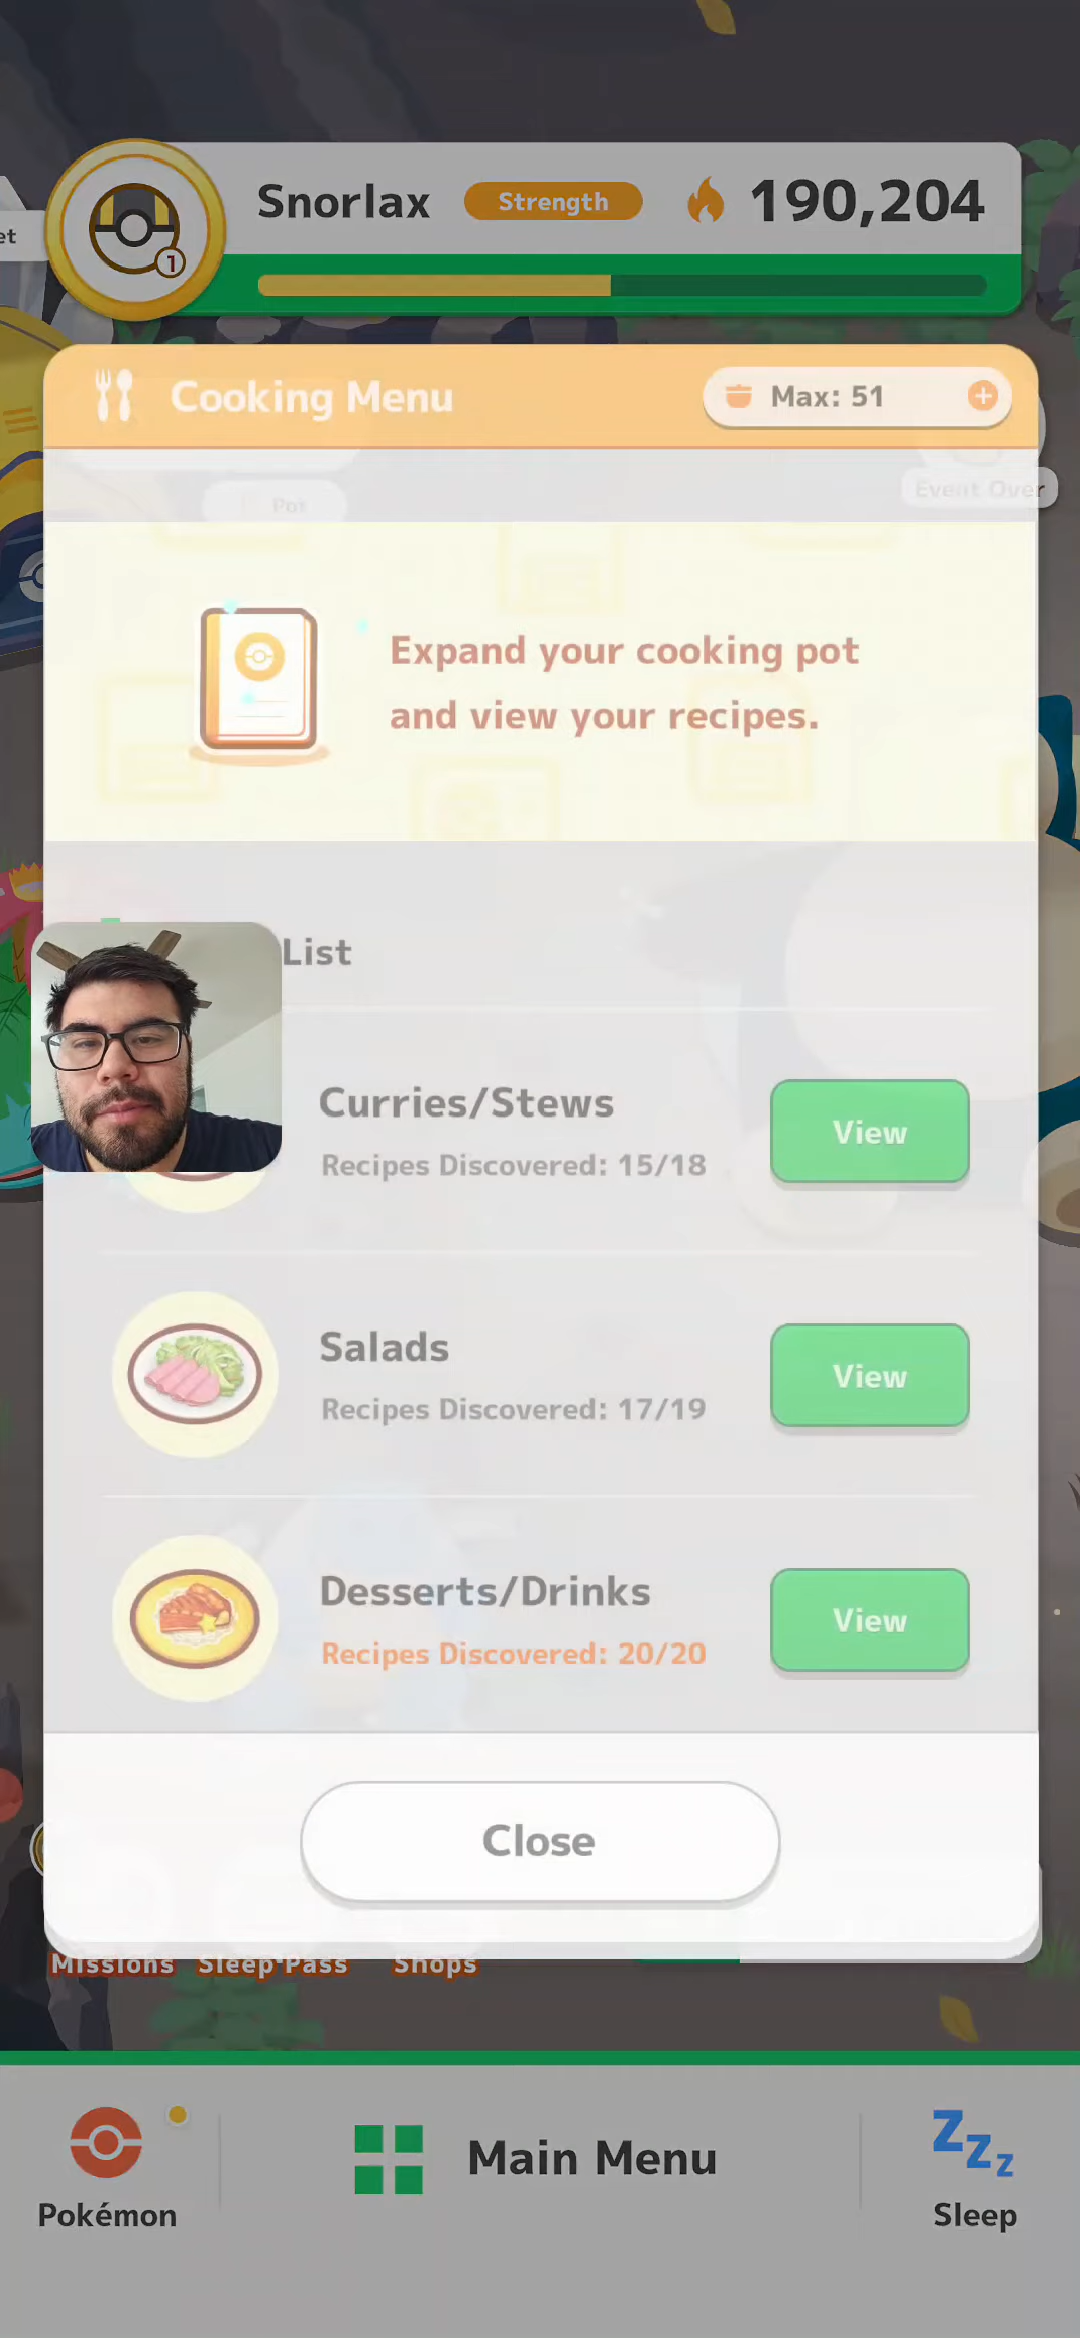 et
Snorlax
Strength
190,204
1
Cooking Menu
Max: 51
Pot
Event Over
Expand your cooking pot
and view your recipes.
List
Curries/Stews
Recipes Discovered: 15/18
View
Salads
Recipes Discovered: 17/19
View
Desserts/Drinks
Recipes Discovered: 20/20
View
Close
Missions
Sleep Pass
Shops
Pokémon
Main Menu
Zzz
Sleep